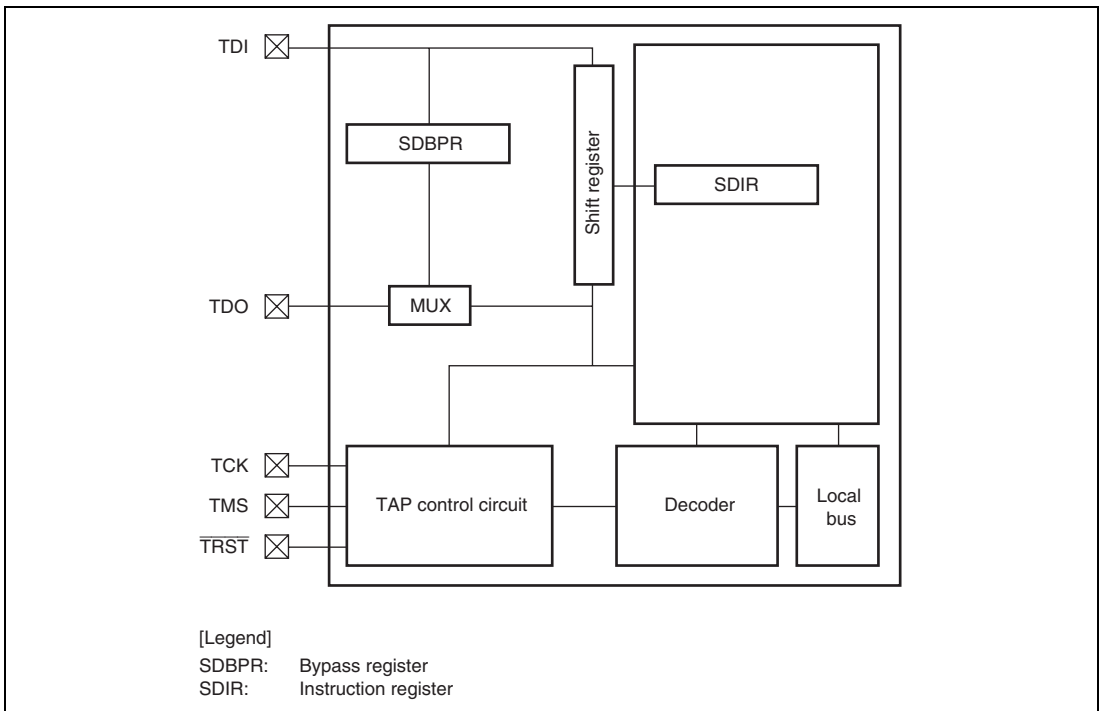 TDI
SDBPR
Shift register
SDIR
TDO
MUX
TCK
TMS
TRST
TAP control circuit
Decoder
Local
bus
[Legend]
SDBPR: Bypass register
SDIR: Instruction register